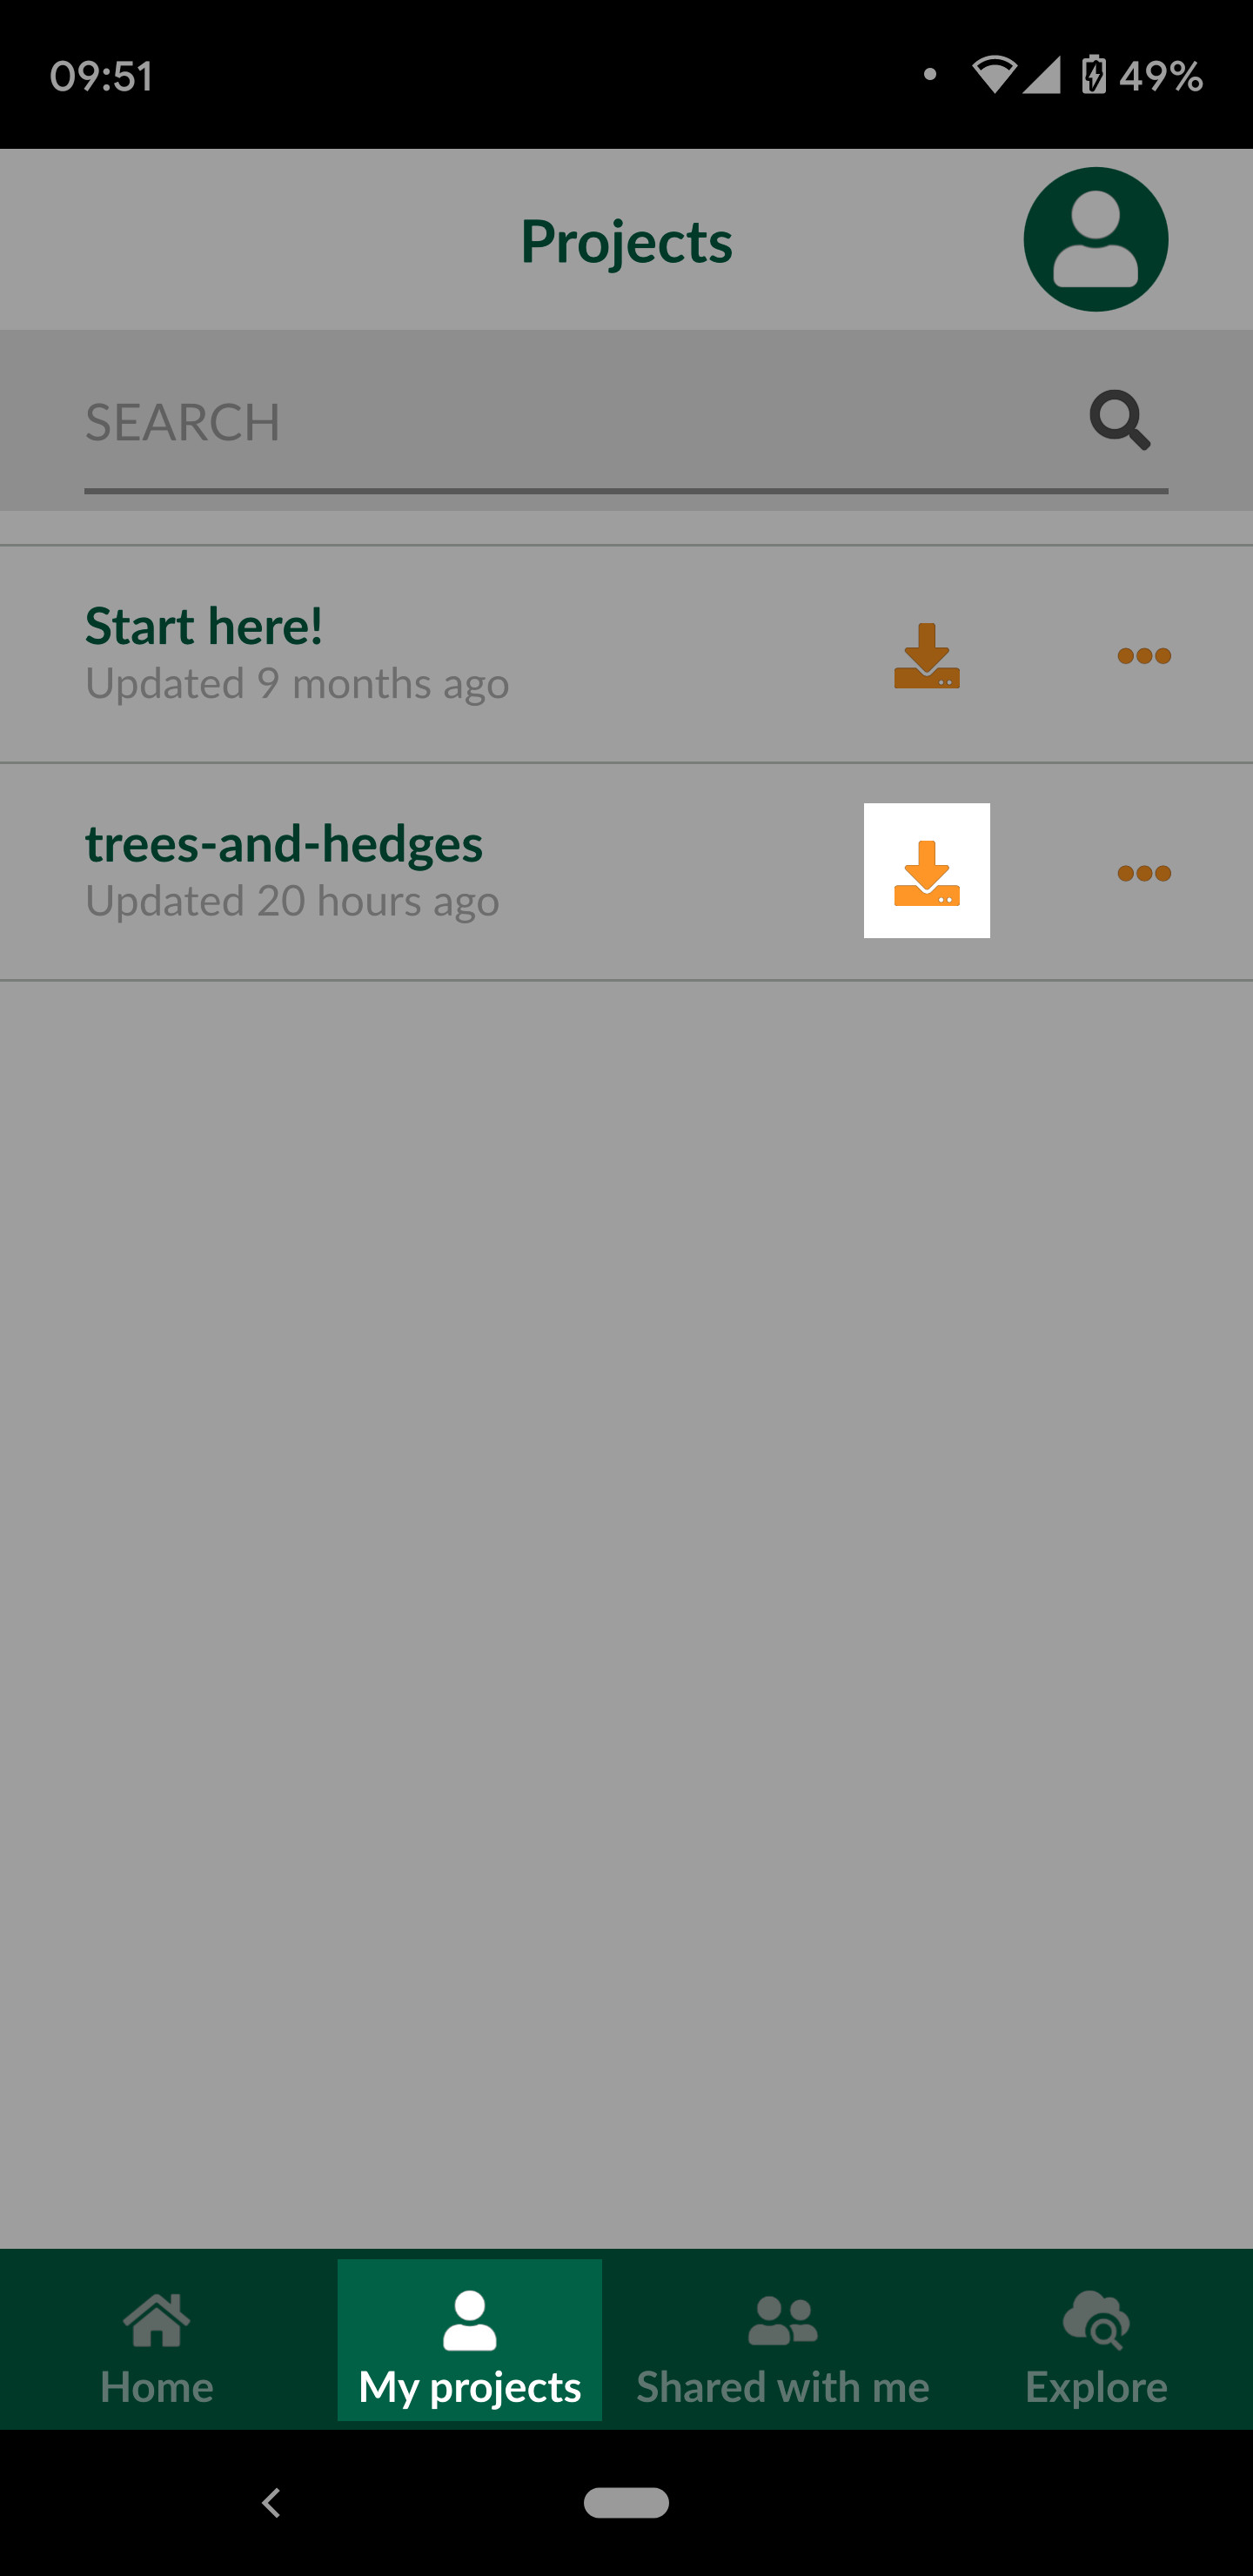 09:51
49%
Projects
SEARCH
Start here!
Updated 9 months ago
trees-and-hedges
Updated 20 hours ago
Home
My projects
Shared with me
Explore